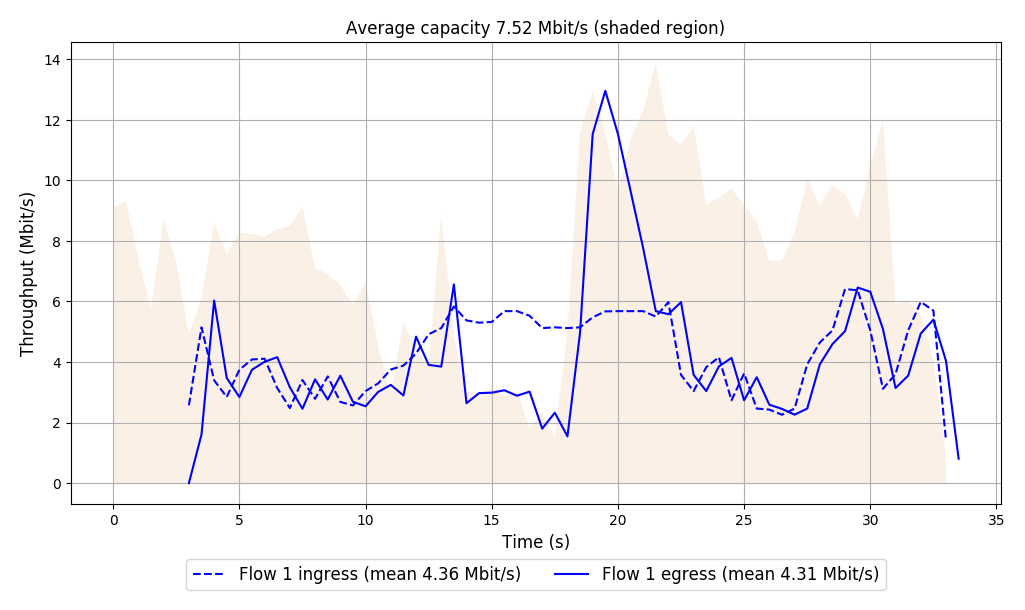 Average capacity 7.52 Mbit/s (shaded region)
14
12
10
8
6
4
2
0
Throughput (Mbit/s)
0 5 10 15 20 25 30 35
Time (s)
Flow 1 ingress (mean 4.36 Mbit/s) Flow 1 egress (mean 4.31 Mbit/s)